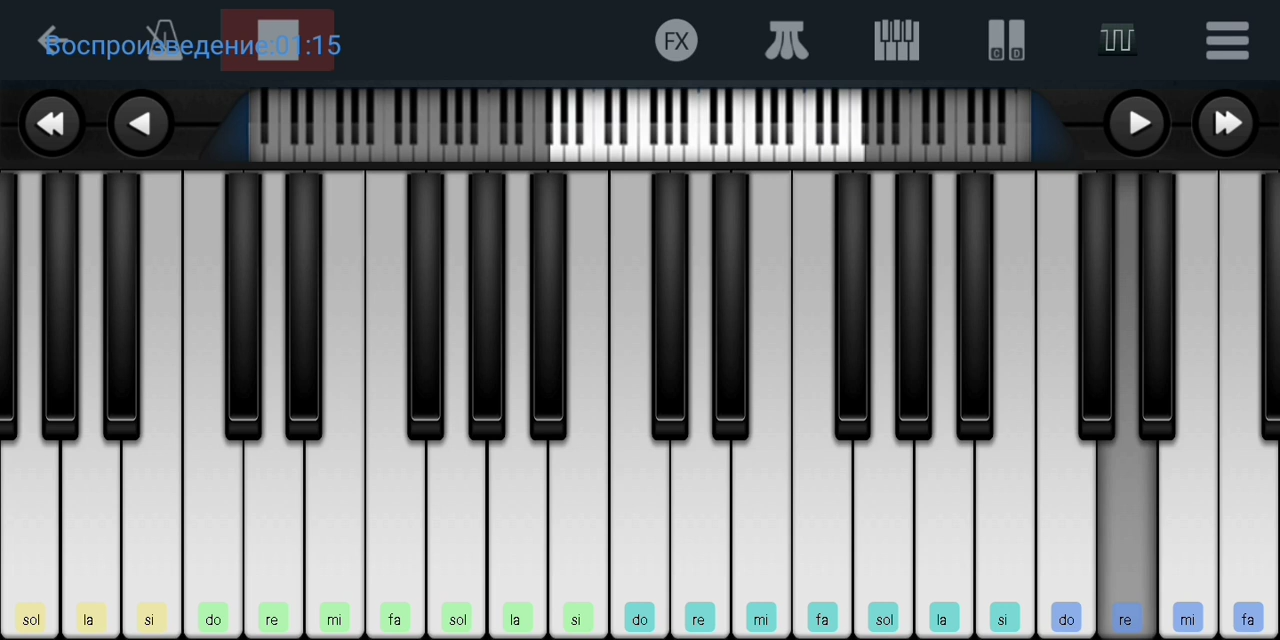 Воспроизведение:01:15
FX
C D
sol la si do re mi fa sol la si do re mi fa sol la si do re mi fa